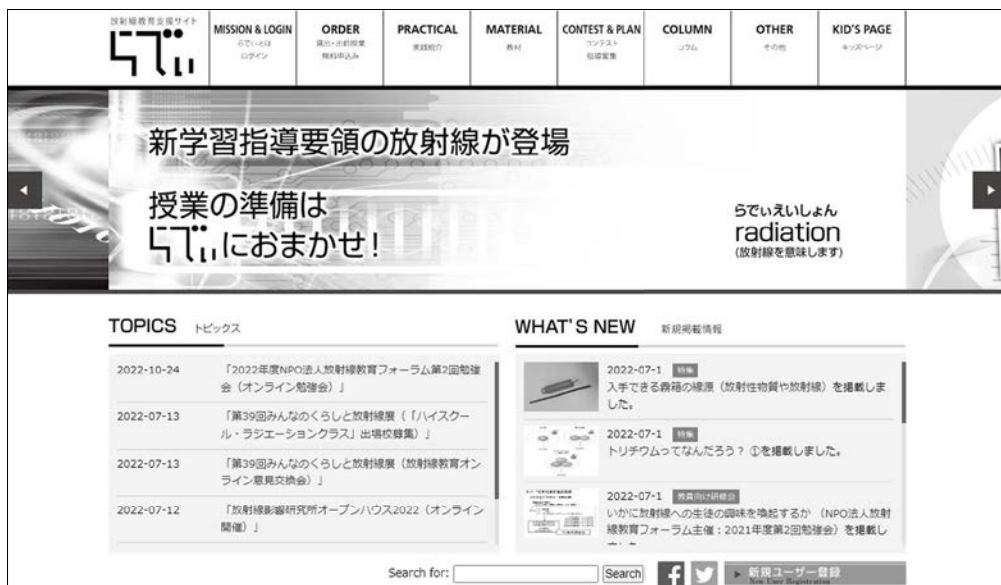 放射線教育支援サイト
らでぃ
MISSION & LOGIN
らでぃとは
ログイン
ORDER
貸出・出前授業
無料申込み
PRACTICAL
実践紹介
MATERIAL
教材
CONTEST & PLAN
コンテスト
指導案集
COLUMN
コラム
OTHER
その他
KID'S PAGE
キッズページ
新学習指導要領の放射線が登場
授業の準備は
らでぃにおまかせ!
らでぃえいしょん
radiation
(放射線を意味します)
TOPICS トピックス
2022-10-24 「2022年度NPO法人放射線教育フォーラム第2回勉強
会(オンライン勉強会)」
2022-07-13 「第39回みんなのくらしと放射線展(「ハイスクー
ル・ラジエーションクラス」出場校募集)」
2022-07-13 「第39回みんなのくらしと放射線展(放射線教育オン
ライン意見交換会)」
2022-07-12 「放射線影響研究所オープンハウス2022(オンライン
開催)」
WHAT'S NEW 新規掲載情報
2022-07-1 特集
入手できる霧箱の線源(放射性物質や放射線)を掲載しま
した。
2022-07-1 特集
トリチウムってなんだろう? ①を掲載しました。
2022-07-1 教員向け研修会
いかに放射線への生徒の興味を喚起するか (NPO法人放射
線教育フォーラム主催:2021年度第2回勉強会)を掲載し
Search for: Search
新規ユーザー登録
New User Registration